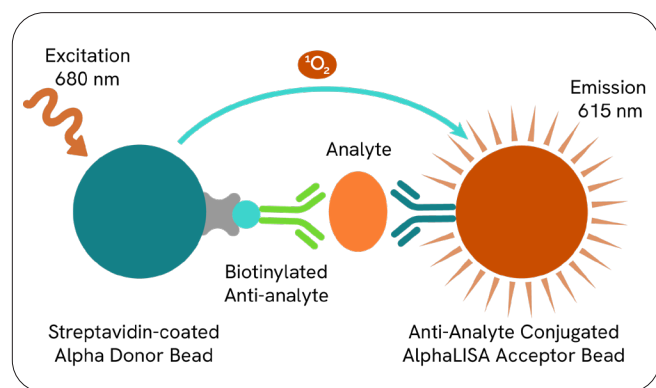 Excitation
680 nm
¹O₂
Emission
615 nm
Analyte
Biotinylated
Anti-analyte
Streptavidin-coated
Alpha Donor Bead
Anti-Analyte Conjugated
AlphaLISA Acceptor Bead